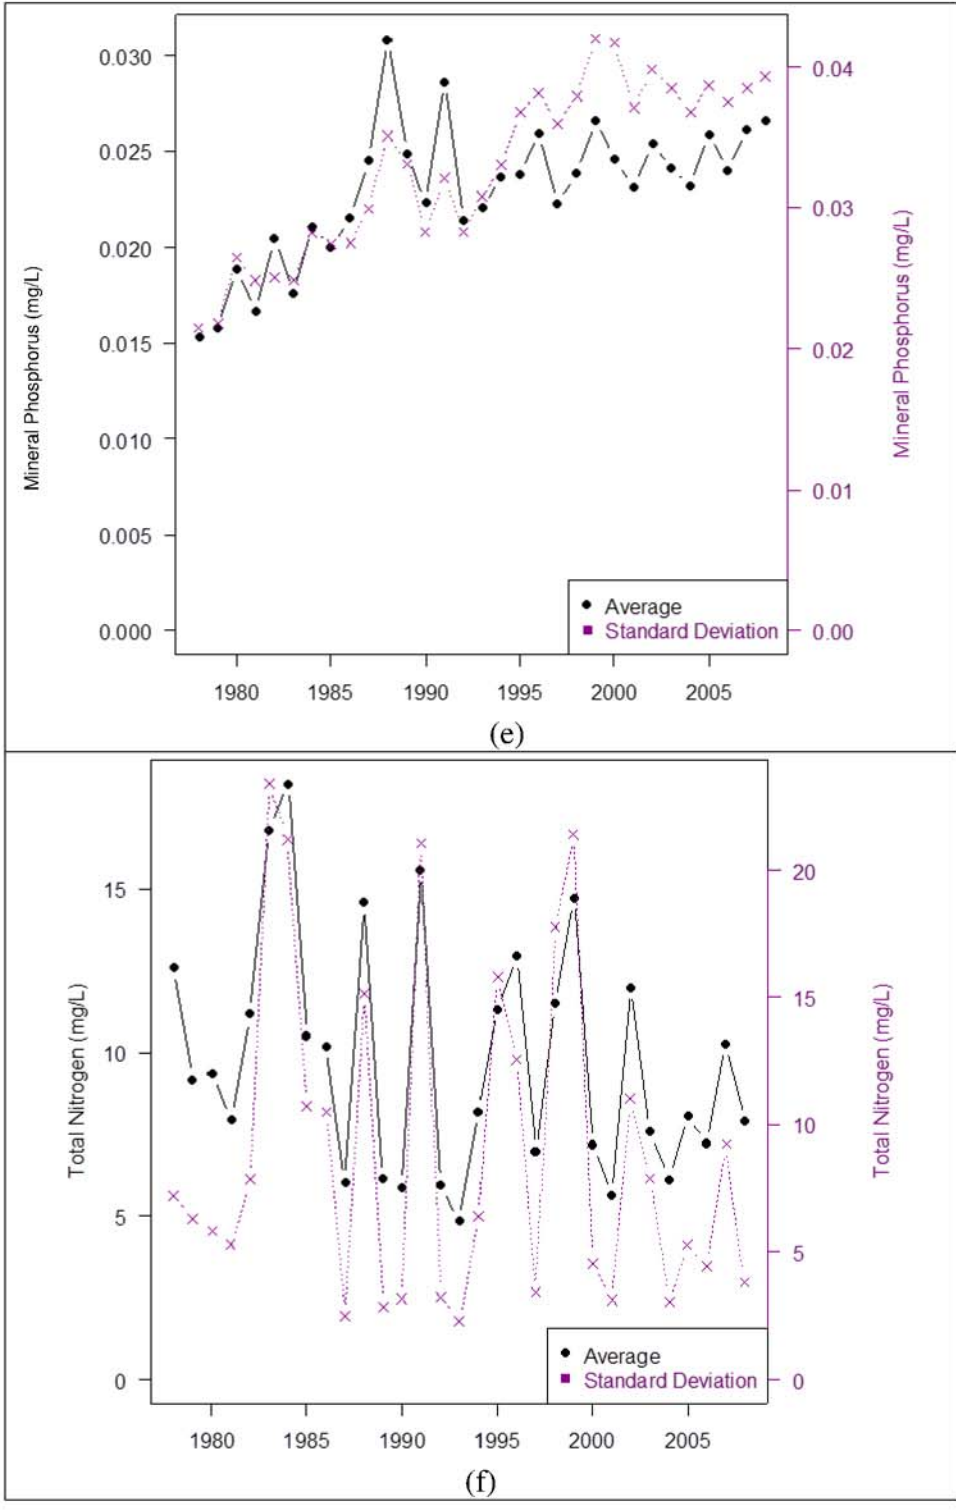 0.030
0.025
0.020
0.015
0.010
0.005
0.000
Mineral Phosphorus (mg/L)
0.04
0.03
0.02
0.01
0.00
Mineral Phosphorus (mg/L)
Average
Standard Deviation
1980 1985 1990 1995 2000 2005
(e)
15
10
5
0
Total Nitrogen (mg/L)
20
15
10
5
0
Total Nitrogen (mg/L)
Average
Standard Deviation
1980 1985 1990 1995 2000 2005
(f)